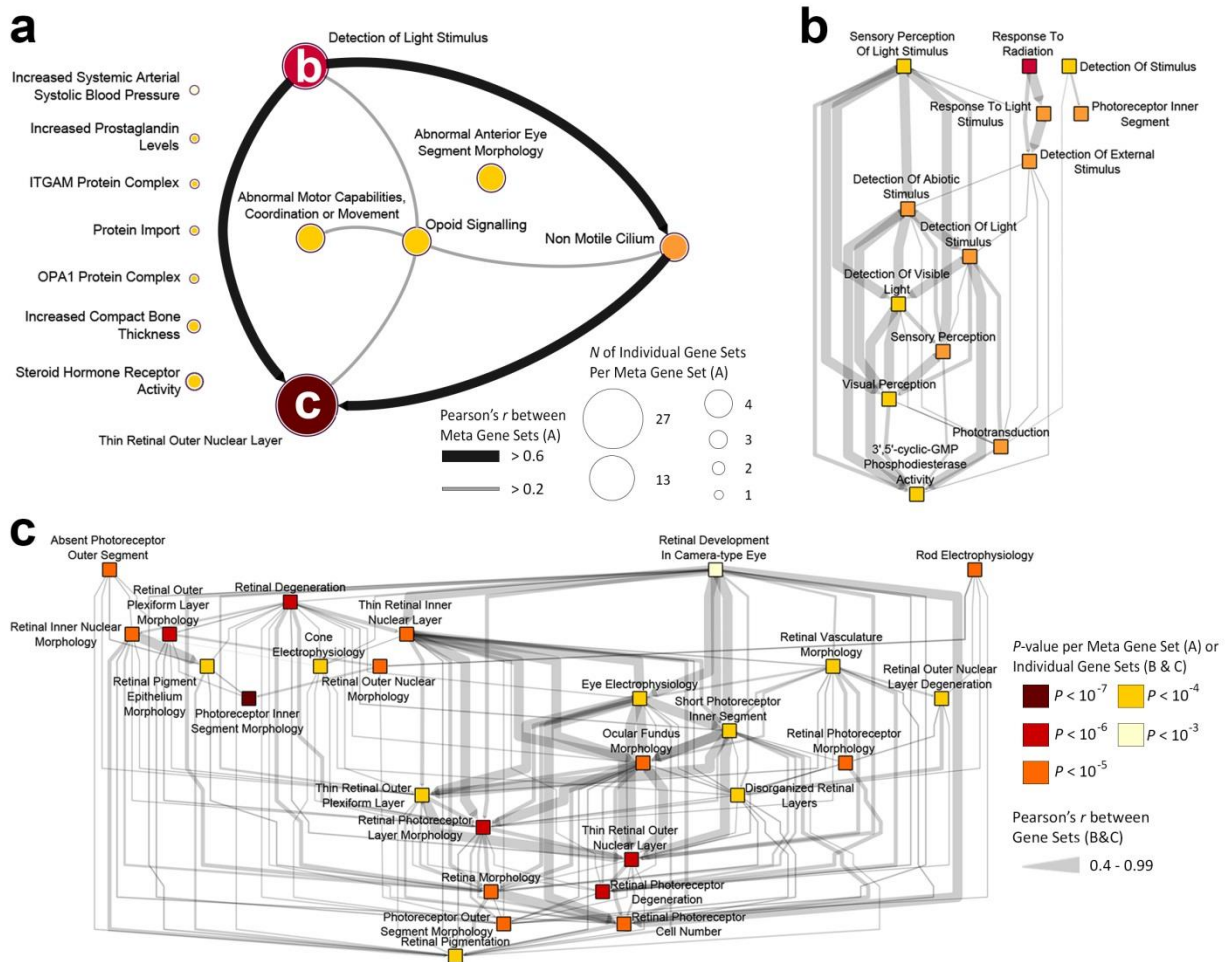 a
Detection of Light Stimulus
b
Increased Systemic Arterial
Systolic Blood Pressure
Increased Prostaglandin
Levels
ITGAM Protein Complex
Protein Import
OPA1 Protein Complex
Increased Compact Bone
Thickness
Steroid Hormone Receptor
Activity
Abnormal Anterior Eye
Segment Morphology
Abnormal Motor Capabilities,
Coordination or Movement
Opoid Signalling
Non Motile Cilium
c
Thin Retinal Outer Nuclear Layer
Pearson's r between
Meta Gene Sets (A)
> 0.6
> 0.2
N of Individual Gene Sets
Per Meta Gene Set (A)
27
13
4
3
2
1
b
Sensory Perception
Of Light Stimulus
Response To
Radiation
Detection Of Stimulus
Response To Light
Stimulus
Photoreceptor Inner
Segment
Detection Of External
Stimulus
Detection Of Abiotic
Stimulus
Detection Of Light
Stimulus
Detection Of Visible
Light
Sensory Perception
Visual Perception
Phototransduction
3',5'-cyclic-GMP
Phosphodiesterase
Activity
c
Absent Photoreceptor
Outer Segment
Retinal Development
In Camera-type Eye
Rod Electrophysiology
Retinal Outer
Plexiform Layer
Morphology
Retinal Degeneration
Thin Retinal Inner
Nuclear Layer
Retinal Inner Nuclear
Morphology
Cone
Electrophysiology
Retinal Vasculature
Morphology
Retinal Pigment
Epithelium
Morphology
Retinal Outer Nuclear
Morphology
Retinal Outer Nuclear
Layer Degeneration
Photoreceptor Inner
Segment Morphology
Eye Electrophysiology
Short Photoreceptor
Inner Segment
Ocular Fundus
Morphology
Retinal Photoreceptor
Morphology
Thin Retinal Outer
Plexiform Layer
Disorganized Retinal
Layers
Retinal Photoreceptor
Layer Morphology
Thin Retinal Outer
Nuclear Layer
Retina Morphology
Retinal Photoreceptor
Degeneration
Photoreceptor Outer
Segment Morphology
Retinal Photoreceptor
Cell Number
Retinal Pigmentation
P-value per Meta Gene Set (A) or
Individual Gene Sets (B & C)
P < 10-7
P < 10-4
P < 10-6
P < 10-3
P < 10-5
Pearson's r between
Gene Sets (B&C)
0.4 - 0.99